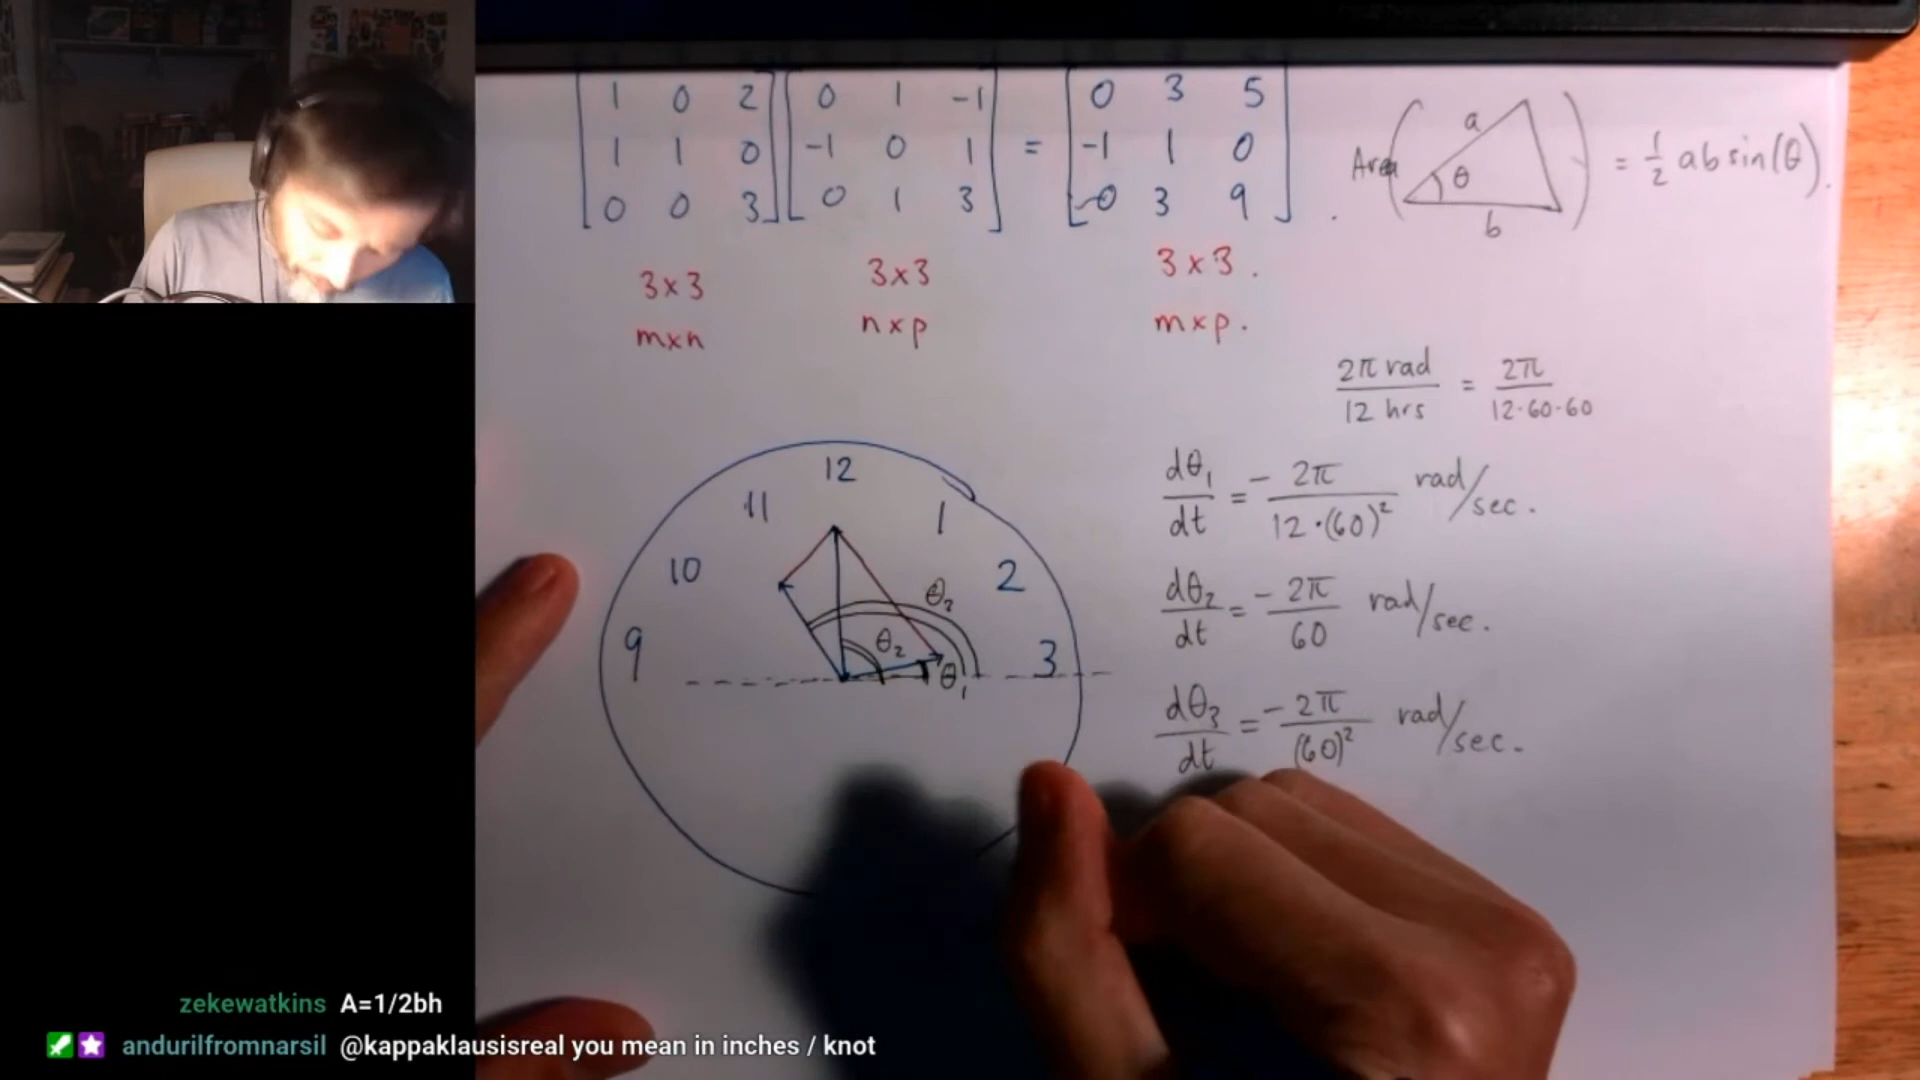 1 0 2 0 1 -1 0 3 5
1 1 0 -1 0 1 = -1 1 0
0 0 3 0 1 3 -0 3 9 .
Area( a θ b ) = 1/2 ab sin(θ).
3x3 3x3 3x3.
mxn nxp mxp.
2π rad / 12 hrs = 2π / 12·60·60
dθ₁/dt = - 2π / 12·(60)² rad/sec.
dθ₂/dt = - 2π / 60 rad/sec.
dθ₃/dt = - 2π / (60)² rad/sec.
12
11
1
10
2
9
3
θ₂
θ₂
θ₁
zekewatkins A=1/2bh
andurilfromnarsil @kappaklausisreal you mean in inches / knot